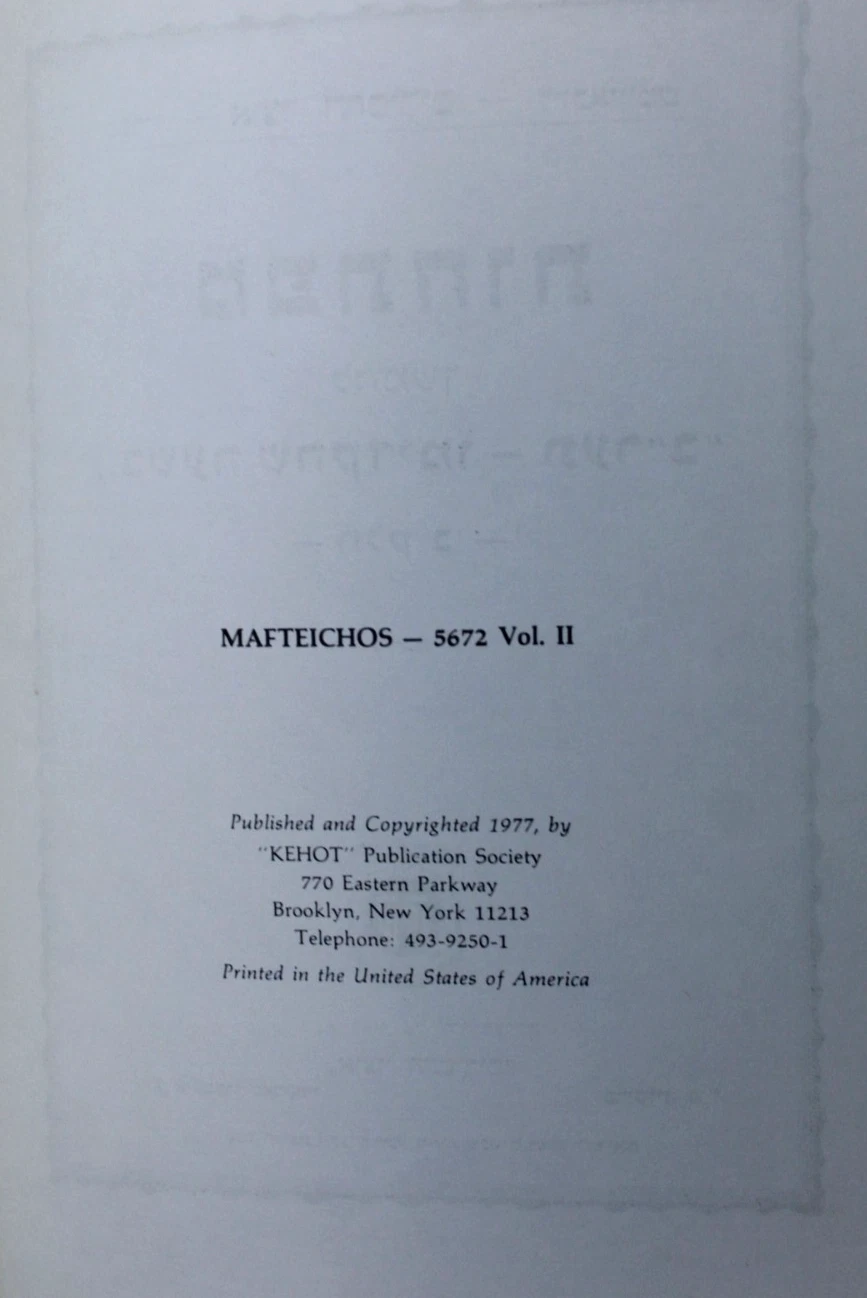 MAFTEICHOS — 5672 Vol. II
Published and Copyrighted 1977, by
"KEHOT" Publication Society
770 Eastern Parkway
Brooklyn, New York 11213
Telephone: 493-9250-1
Printed in the United States of America